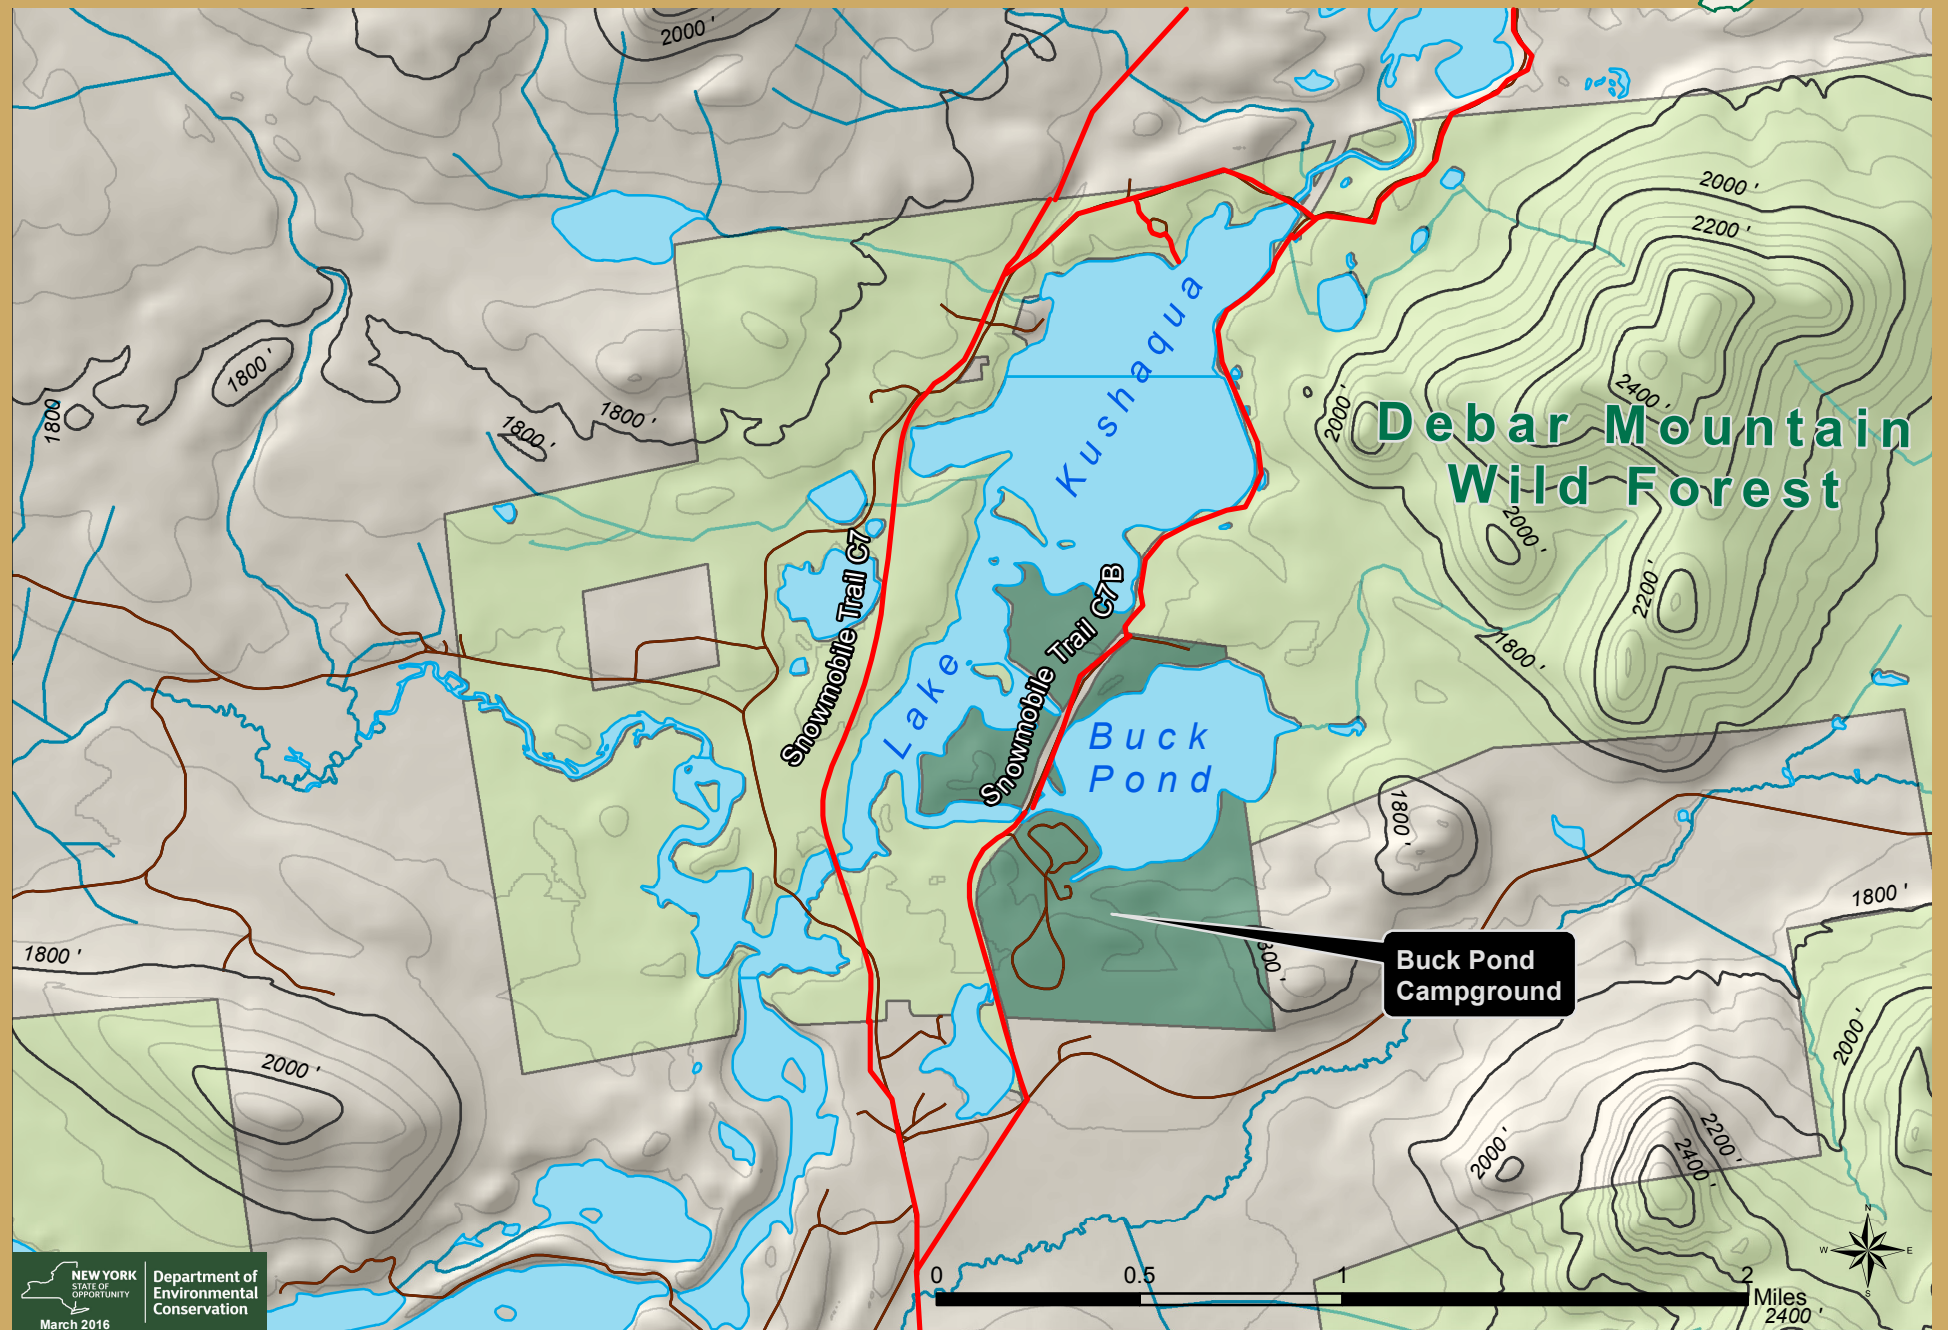 2000 '
2000 '
2200 '
1800 '
1800
1800 '
1800 '
2400 '
2000 '
Debar Mountain
Wild Forest
Lake Kushaqua
2000 '
Snowmobile Trail C7
Snowmobile Trail C7B
2200 '
1800 '
Buck
Pond
1800 '
1800 '
1800 '
Buck Pond
Campground
2000 '
2000 '
2000 '
2200 '
2400 '
N
W
E
S
0
0.5
1
2
Miles
2400 '
NEW YORK
STATE OF
OPPORTUNITY
Department of
Environmental
Conservation
March 2016